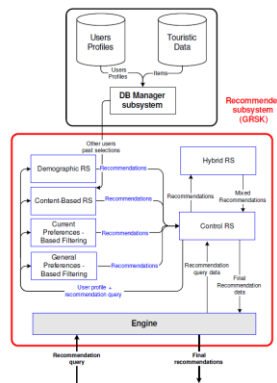 Users
Profiles
Touristic
Data
Users
Profiles
Items
DB Manager
subsystem
Recommende
subsystem
(GRSK)
Other users
past selections
Demographic RS
Recommendations
Hybrid RS
Content-Based RS
Recommendations
Recommendations
Mixed
Recommendations
Current
Preferences -
Based Filtering
Recommendations
Control RS
General
Preferences -
Based Filtering
Recommendations
Recommendation
query data
User profile +
recommendation query
Final
Recommendation
data
Engine
Recommendation
query
Final
recommendations